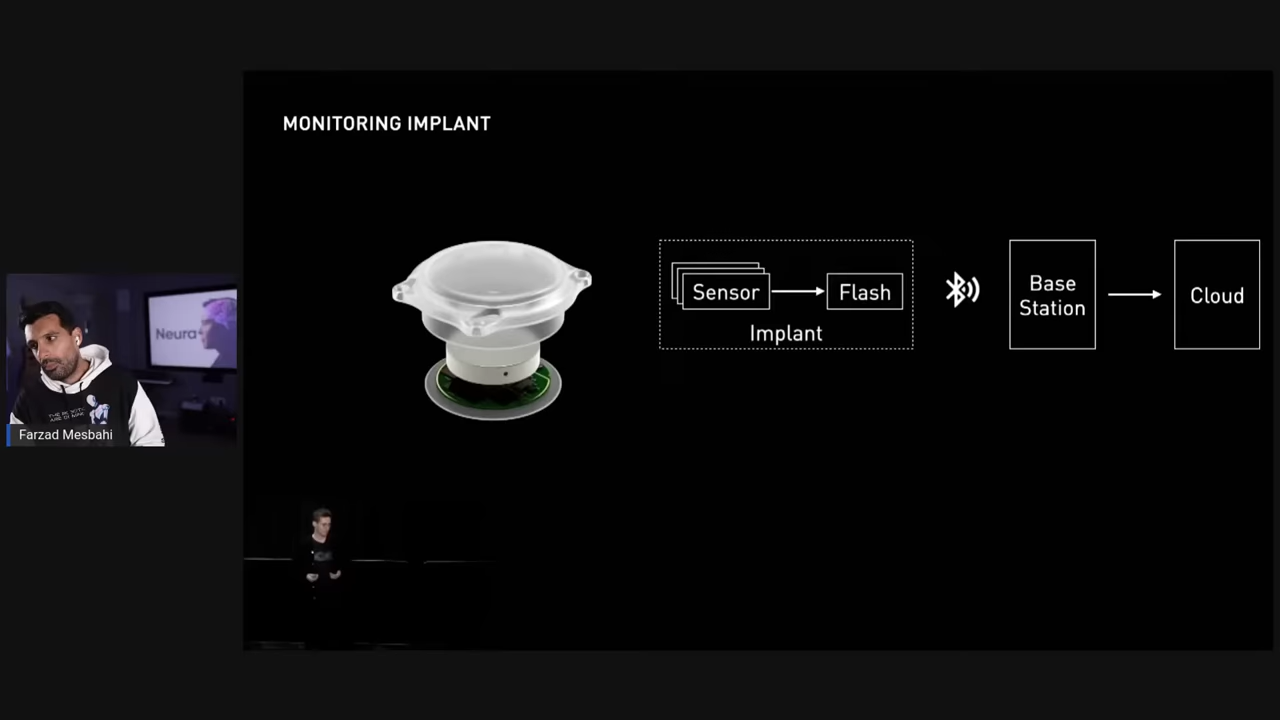 MONITORING IMPLANT
Sensor
Flash
Implant
Base
Station
Cloud
Neura
Farzad Mesbahi